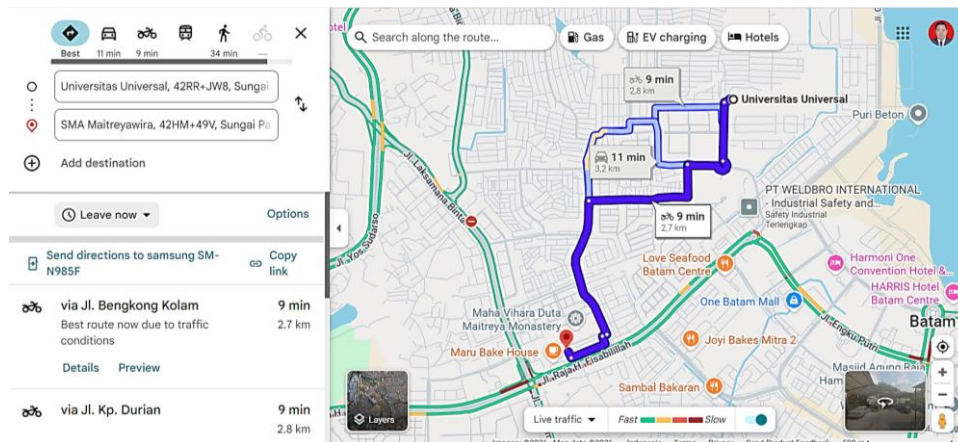 Best
11 min
9 min
34 min
Universitas Universal, 42RR+JW8, Sungai
SMA Maitreyawira, 42HM+49V, Sungai Pa
Add destination
Leave now
Options
Send directions to samsung SM-
N985F
Copy
link
via Jl. Bengkong Kolam
9 min
Best route now due to traffic
conditions
2.7 km
Details
Preview
via Jl. Kp. Durian
9 min
2.8 km
Search along the route...
Gas
EV charging
Hotels
9 min
2,8 km
Universitas Universal
Puri Beton
11 min
3,2 km
Jl. Laksamana Bintan
Jl. Yos Sudarso
9 min
2,7 km
PT WELDBRO INTERNATIONAL
- Industrial Safety and...
Safety Industrial
Terlengkap
Love Seafood
Batam Centre
Harmoni One
Convention Hotel &...
HARRIS Hotel
Batam Centre
One Batam Mall
Maha Vihara Duta
Maitreya Monastery
Batam
Jl. Engku Putri
Maru Bake House
Jl. Raja H. Fisabilillah
Joyi Bakes Mitra 2
Masjid Agung Raja
Sambal Bakaran
Layers
Live traffic
Fast
Slow